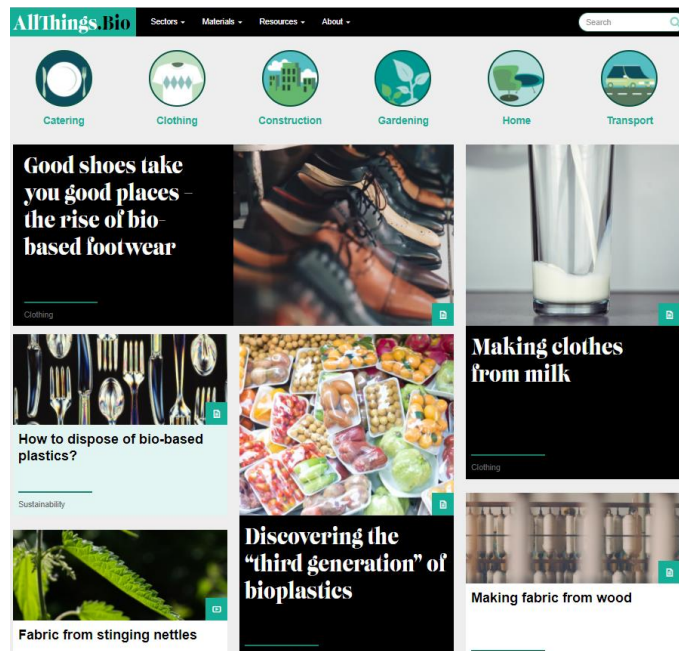 AllThings.Bio
Sectors
Materials
Resources
About
Search
Catering
Clothing
Construction
Gardening
Home
Transport
Good shoes take
you good places –
the rise of bio-
based footwear
Clothing
Making clothes
from milk
Clothing
How to dispose of bio-based
plastics?
Sustainability
Discovering the
“third generation” of
bioplastics
Making fabric from wood
Fabric from stinging nettles